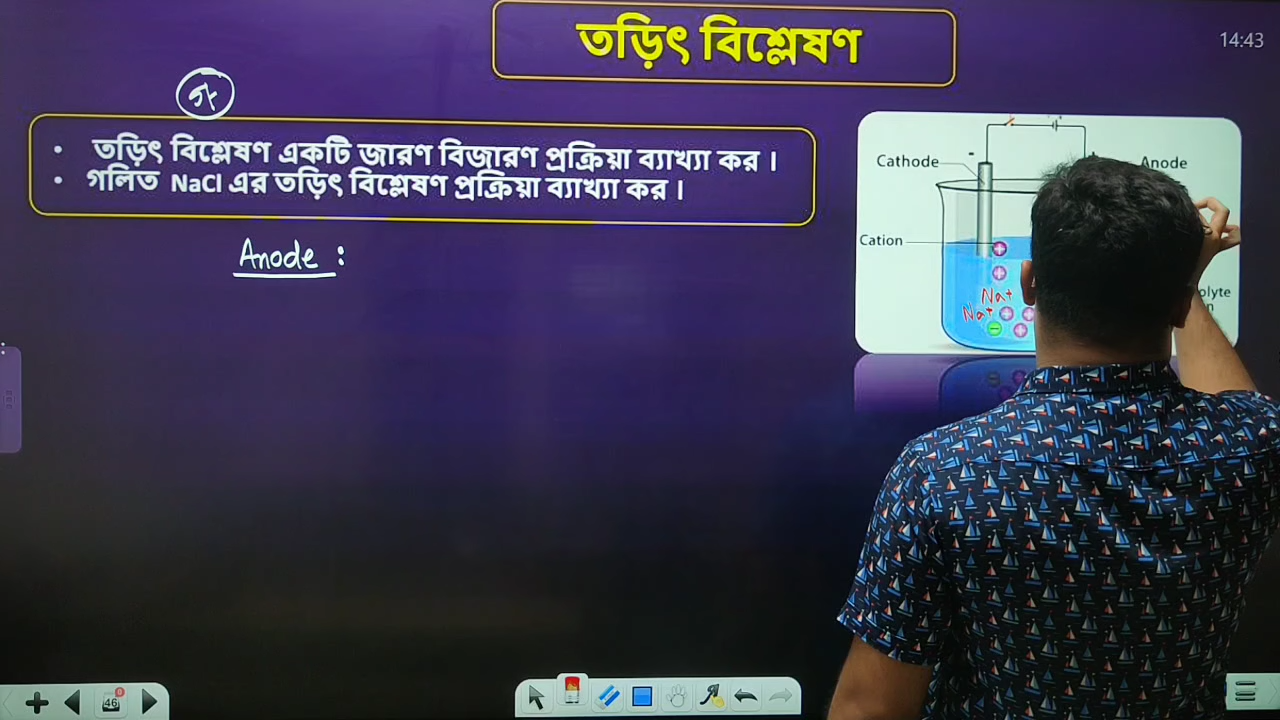 তড়িৎ বিশ্লেষণ
14:43
• তড়িৎ বিশ্লেষণ একটি জারণ বিজারণ প্রক্রিয়া ব্যাখ্যা কর।
• গলিত NaCl এর তড়িৎ বিশ্লেষণ প্রক্রিয়া ব্যাখ্যা কর।
Anode :
Cathode
Anode
Cation
Na+
Na+
46